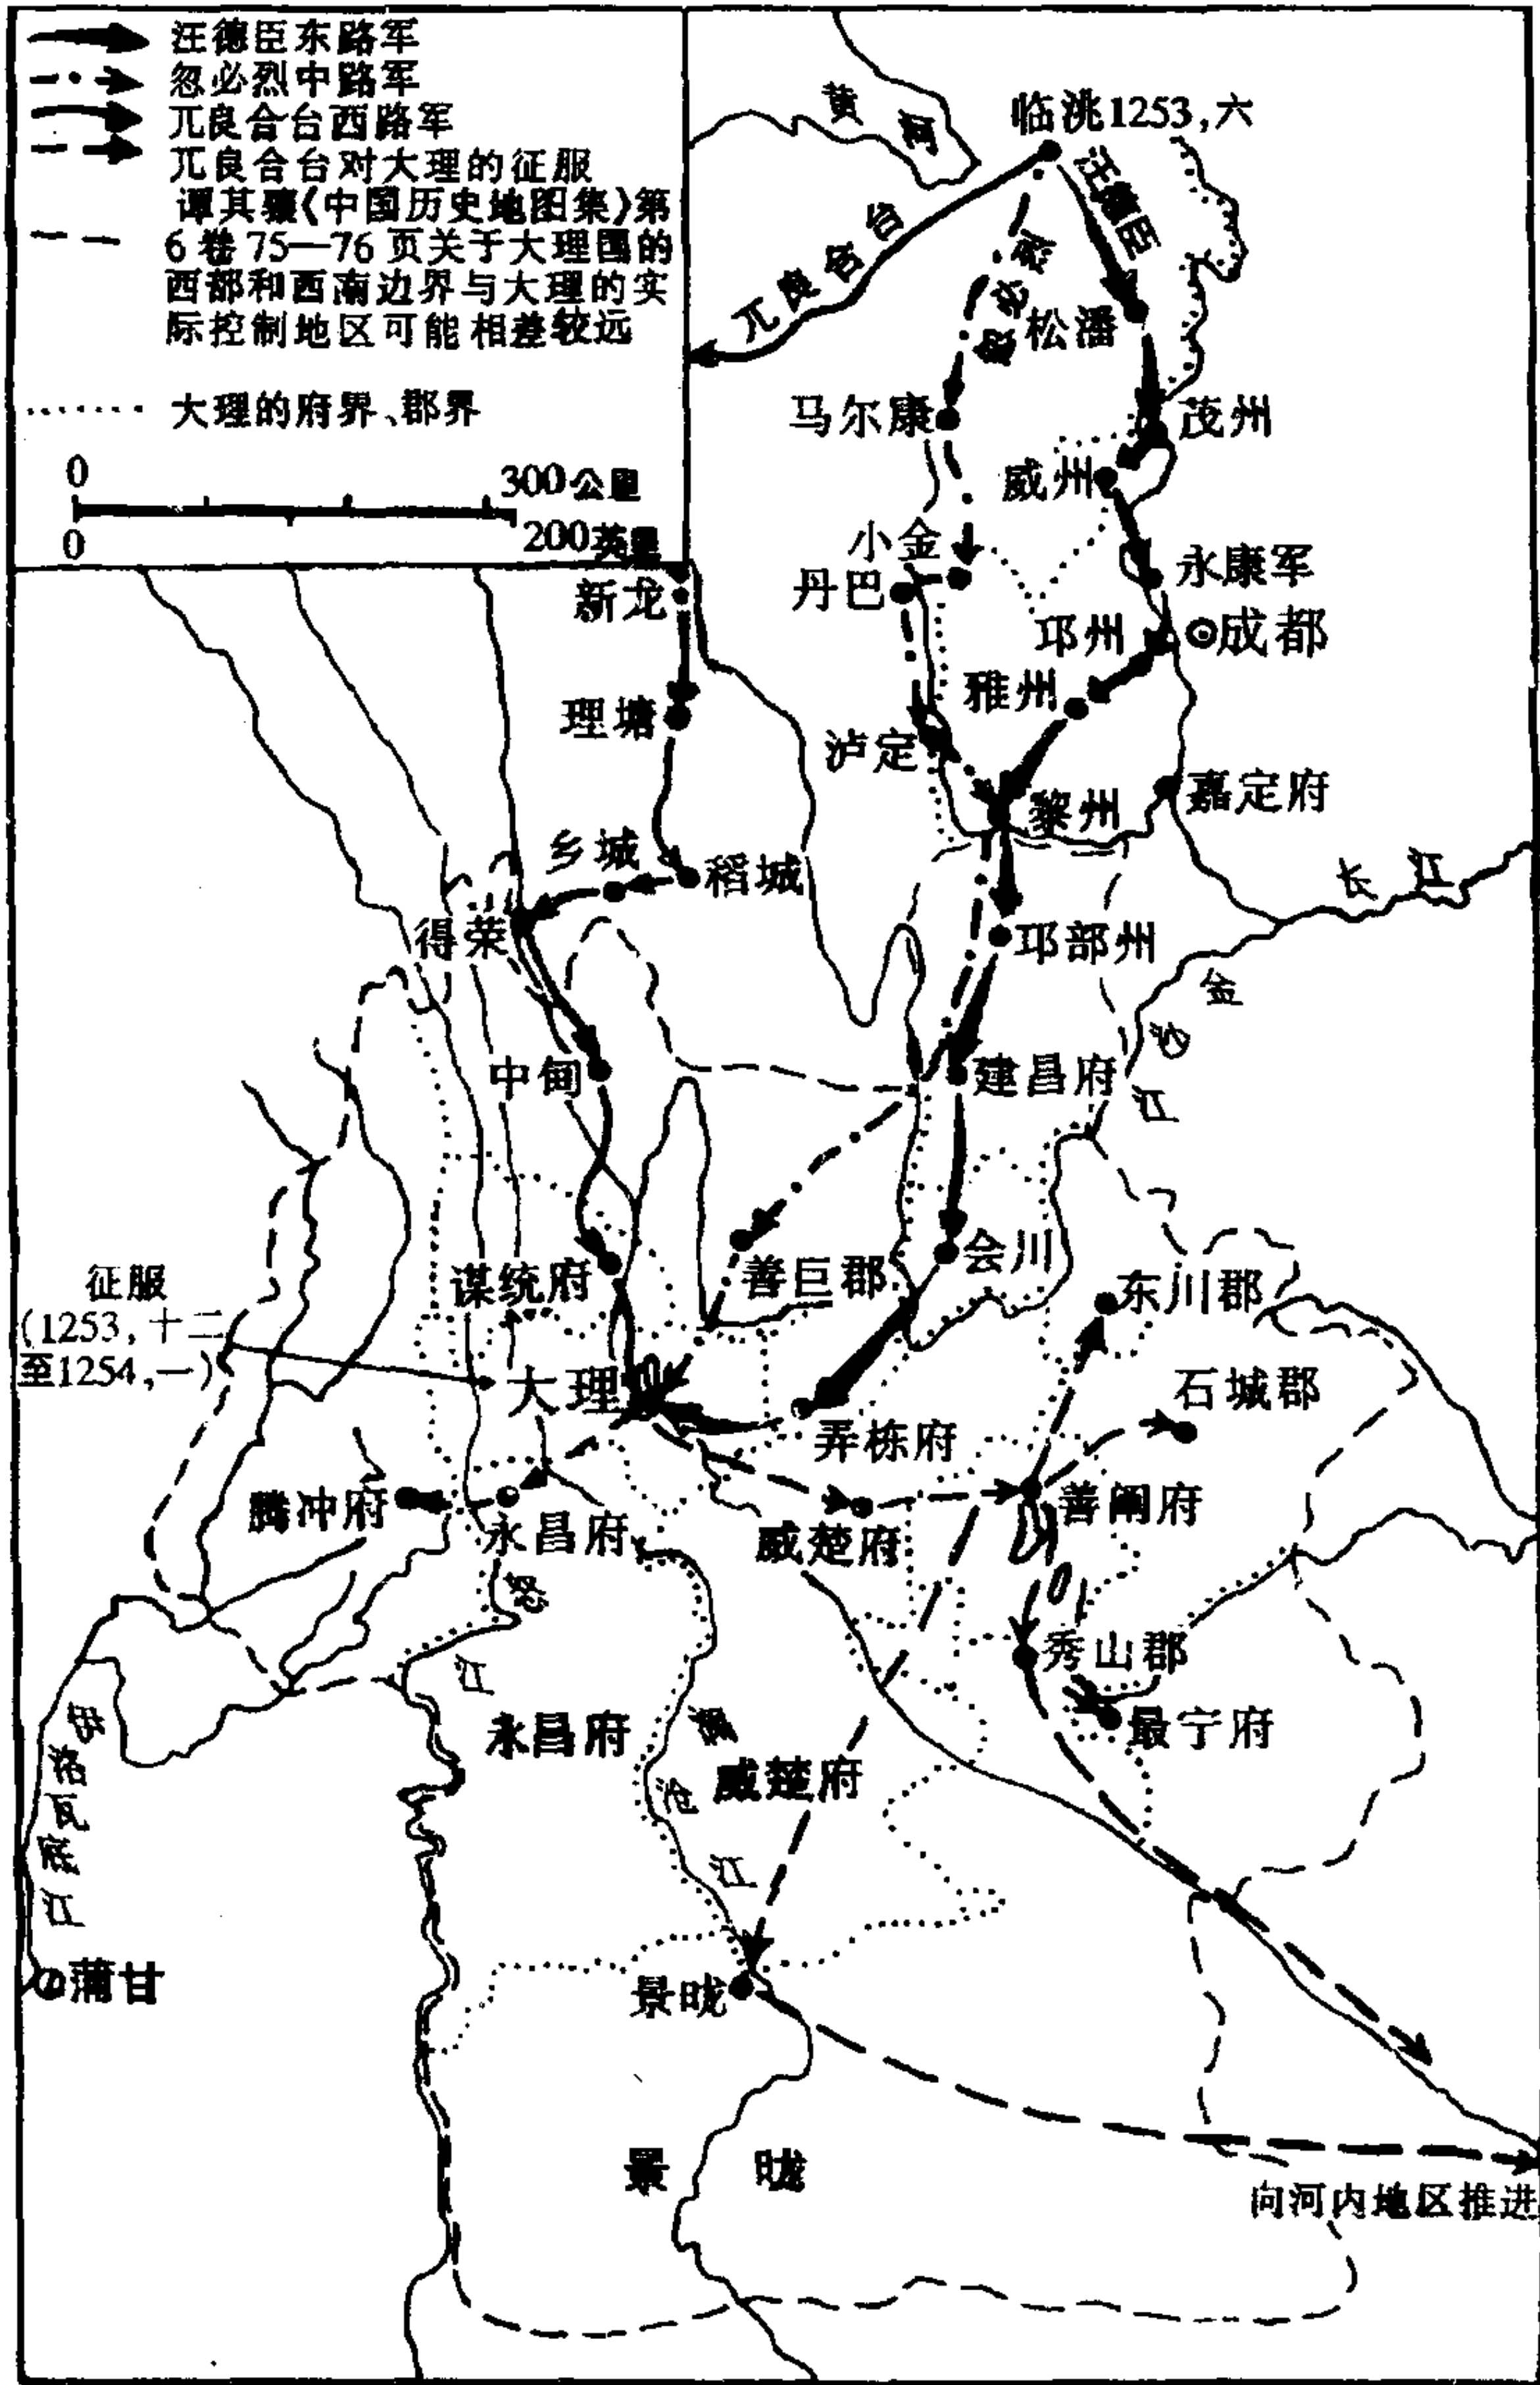 汪德臣东路军
忽必烈中路军
兀良合台西路军
兀良合台对大理的征服
谭其骧《中国历史地图集》第
6卷75—76页关于大理国的
西部和西南边界与大理的实
际控制地区可能相差较远
大理的府界、郡界
0
300公里
0
200英里
黄
河
临洮1253,六
汪德臣
兀良合台
忽必烈
松潘
马尔康
茂州
威州
小金
丹巴
永康军
新龙
邛州
成都
雅州
理塘
泸定
嘉定府
黎州
乡城
稻城
长江
得荣
邛部州
金
沙
江
中甸
建昌府
会川
善巨郡
谋统府
征服
(1253,十二
至1254,一)
东川郡
大理
石城郡
弄栋府
腾冲府
永昌府
威楚府
善阐府
怒
江
秀山郡
最宁府
伊
洛
瓦
底
江
永昌府
澜
沧
江
威楚府
蒲甘
景昽
景昽
向河内地区推进